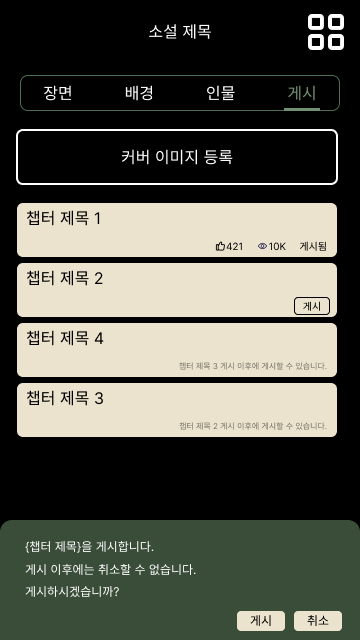 소설 제목
장면 배경 인물 게시
커버 이미지 등록
챕터 제목 1
421 10K 게시됨
챕터 제목 2
게시
챕터 제목 4
챕터 제목 3 게시 이후에 게시할 수 있습니다.
챕터 제목 3
챕터 제목 2 게시 이후에 게시할 수 있습니다.
{챕터 제목}을 게시합니다.
게시 이후에는 취소할 수 없습니다.
게시하시겠습니까?
게시 취소